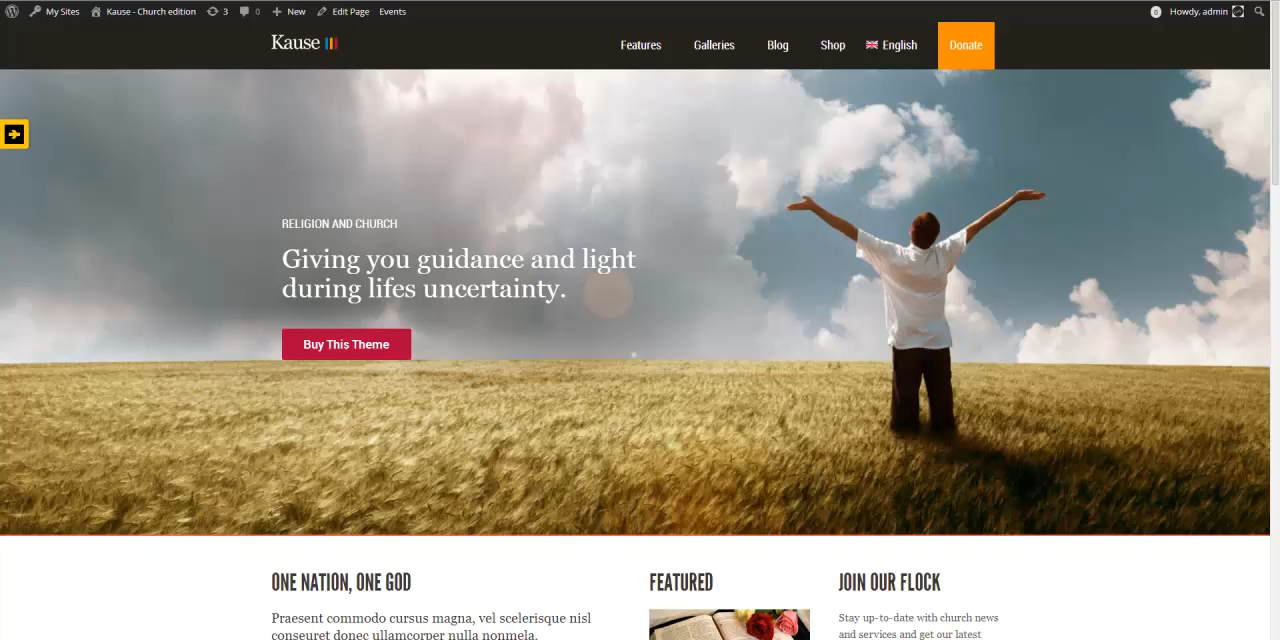 My Sites
Kause - Church edition
3
0
New
Edit Page
Events
0
Howdy, admin
Kause
Features
Galleries
Blog
Shop
English
Donate
RELIGION AND CHURCH
Giving you guidance and light
during lifes uncertainty.
Buy This Theme
ONE NATION, ONE GOD
Praesent commodo cursus magna, vel scelerisque nisl
conseuret donec ullamcorper nulla nonmela.
FEATURED
JOIN OUR FLOCK
Stay up-to-date with church news
and services and get our latest